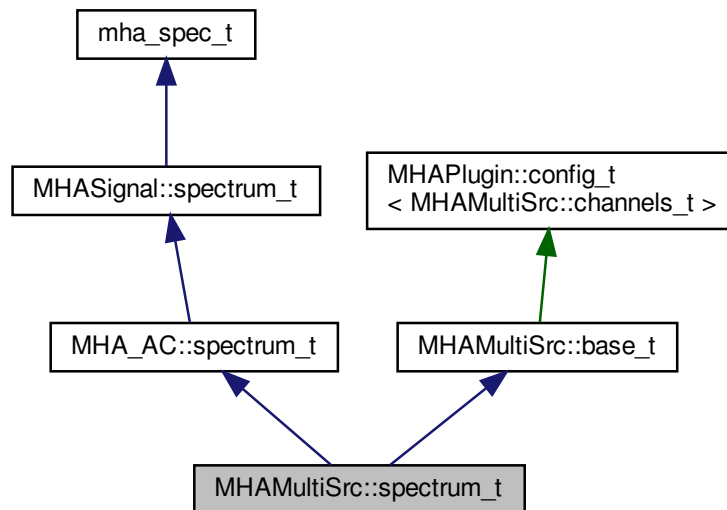 mha_spec_t
MHASignal::spectrum_t
MHAPlugin::config_t
< MHAMultiSrc::channels_t >
MHA_AC::spectrum_t
MHAMultiSrc::base_t
MHAMultiSrc::spectrum_t